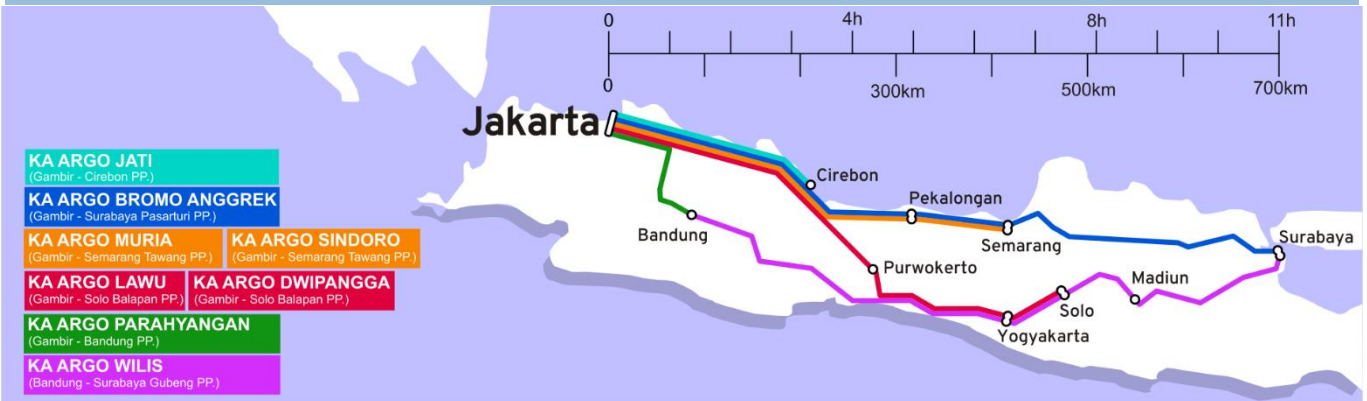 0 4h 8h 11h
0 300km 500km 700km
Jakarta
Cirebon
Pekalongan
Bandung
Semarang
Surabaya
Purwokerto
Madiun
Solo
Yogyakarta
KA ARGO JATI
(Gambir - Cirebon PP.)
KA ARGO BROMO ANGGREK
(Gambir - Surabaya Pasarturi PP.)
KA ARGO MURIA
(Gambir - Semarang Tawang PP.)
KA ARGO SINDORO
(Gambir - Semarang Tawang PP.)
KA ARGO LAWU
(Gambir - Solo Balapan PP.)
KA ARGO DWIPANGGA
(Gambir - Solo Balapan PP.)
KA ARGO PARAHYANGAN
(Gambir - Bandung PP.)
KA ARGO WILIS
(Bandung - Surabaya Gubeng PP.)